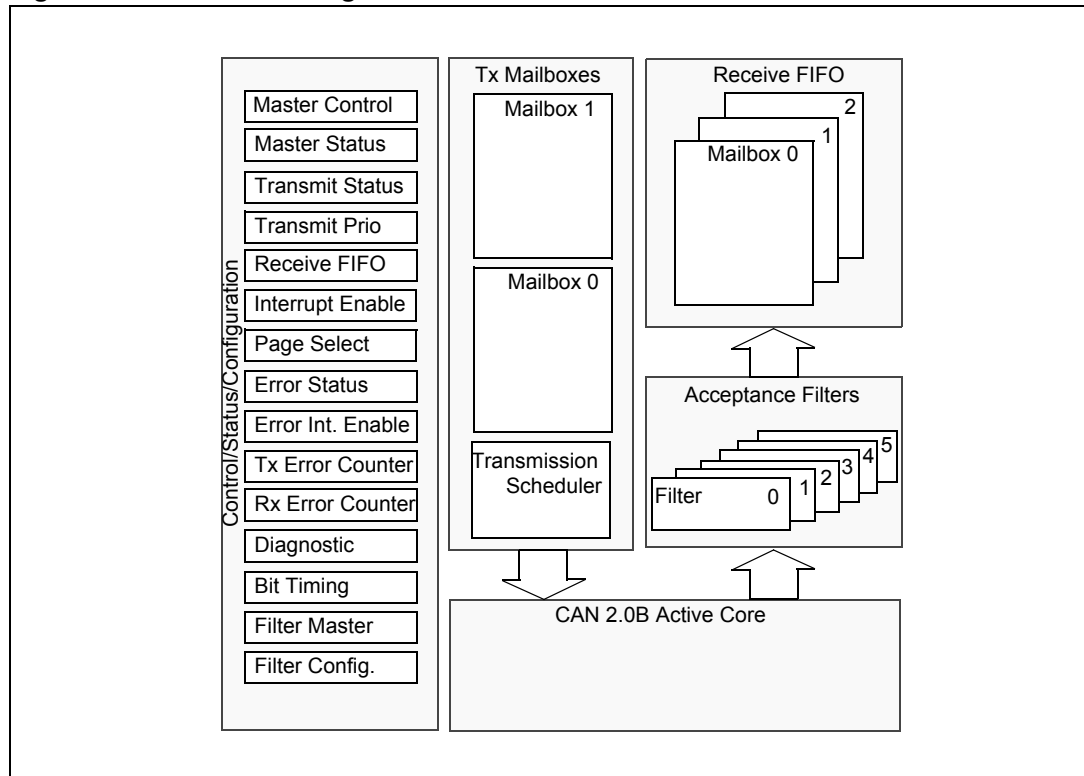 Control/Status/Configuration
Master Control
Master Status
Transmit Status
Transmit Prio
Receive FIFO
Interrupt Enable
Page Select
Error Status
Error Int. Enable
Tx Error Counter
Rx Error Counter
Diagnostic
Bit Timing
Filter Master
Filter Config.
Tx Mailboxes
Mailbox 1
Mailbox 0
Transmission
Scheduler
Receive FIFO
2
1
Mailbox 0
Acceptance Filters
5
4
3
2
1
Filter 0
CAN 2.0B Active Core